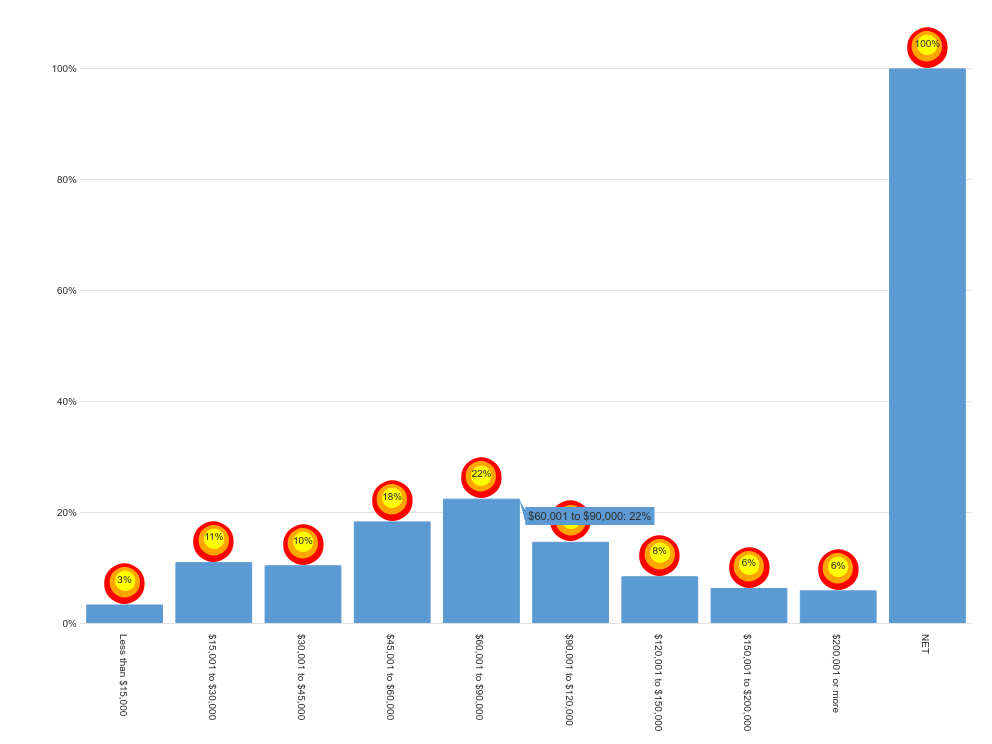 100%
100%
80%
60%
40%
22%
18%
$60,001 to $90,000: 22%
20%
11%
10%
8%
6%
6%
3%
0%
Less than $15,000
$15,001 to $30,000
$30,001 to $45,000
$45,001 to $60,000
$60,001 to $90,000
$90,001 to $120,000
$120,001 to $150,000
$150,001 to $200,000
$200,001 or more
NET